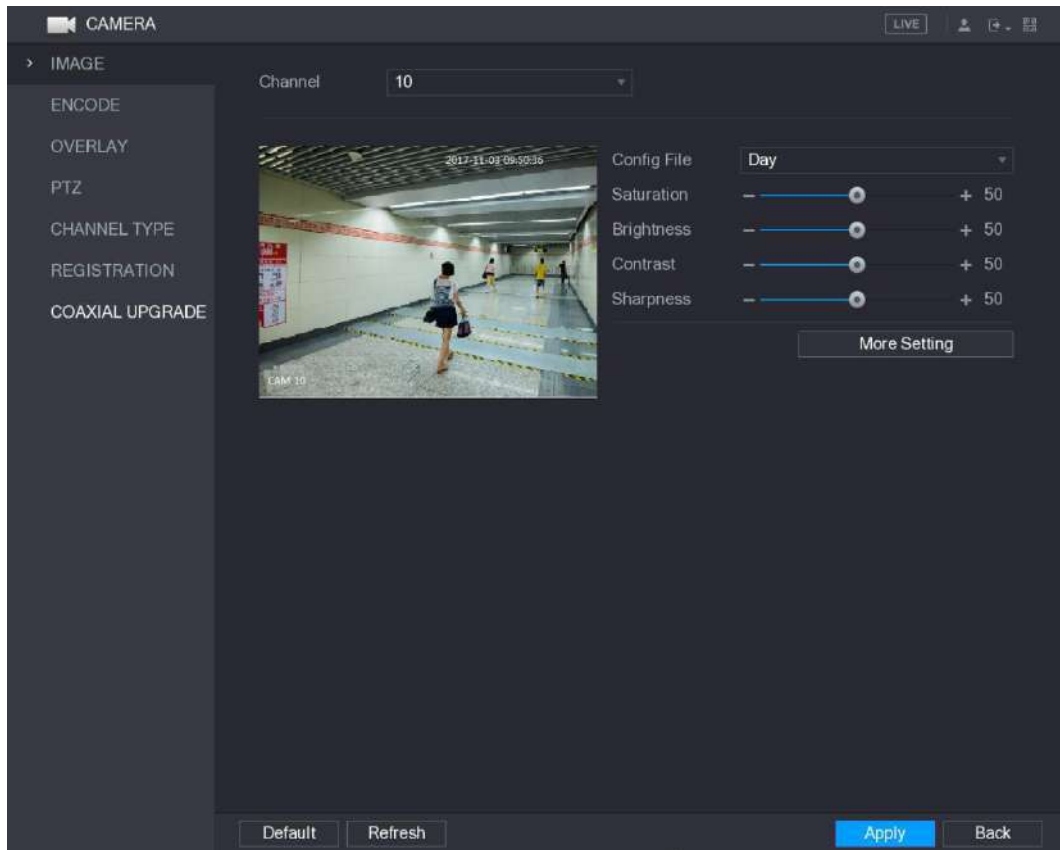 CAMERA
LIVE
IMAGE
ENCODE
OVERLAY
PTZ
CHANNEL TYPE
REGISTRATION
COAXIAL UPGRADE
Channel 10
2017-11-03 09:50:36
CAM 10
Config File Day
Saturation 50
Brightness 50
Contrast 50
Sharpness 50
More Setting
Default Refresh Apply Back